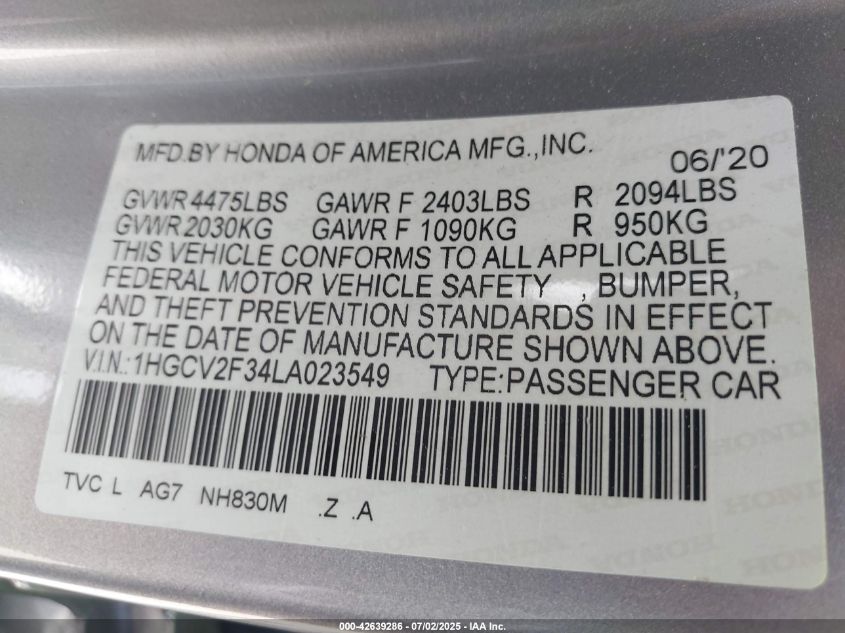 MFD.BY HONDA OF AMERICA MFG.,INC. 06/'20
GVWR 4475LBS GAWR F 2403LBS R 2094LBS
GVWR 2030KG GAWR F 1090KG R 950KG
THIS VEHICLE CONFORMS TO ALL APPLICABLE
FEDERAL MOTOR VEHICLE SAFETY , BUMPER,
AND THEFT PREVENTION STANDARDS IN EFFECT
ON THE DATE OF MANUFACTURE SHOWN ABOVE.
V.I.N.:1HGCV2F34LA023549 TYPE:PASSENGER CAR
TVC L AG7 NH830M .Z .A
000-42639286 - 07/02/2025 - IAA Inc.